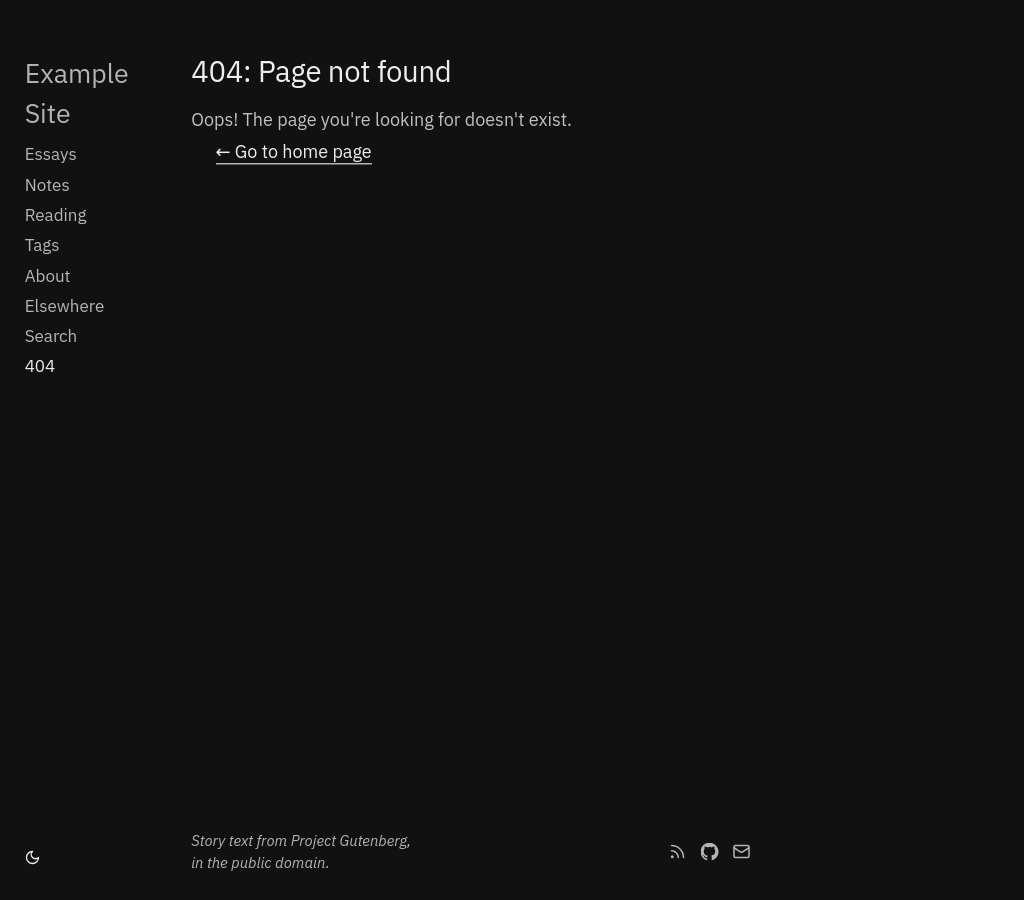 Example
Site
Essays
Notes
Reading
Tags
About
Elsewhere
Search
404
404: Page not found
Oops! The page you're looking for doesn't exist.
← Go to home page
Story text from Project Gutenberg,
in the public domain.